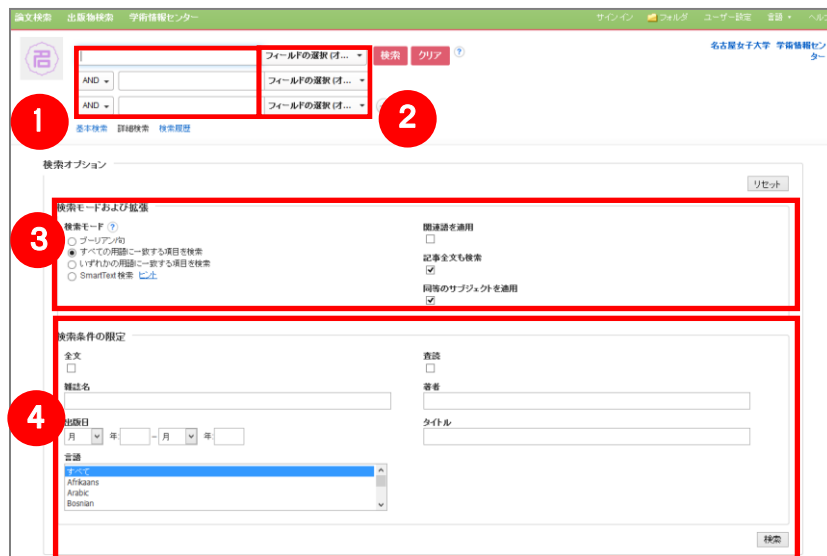 論文検索 出版物検索 学術情報センター サインイン フォルダ ユーザー設定 言語 ヘル
名古屋女子大学 学術情報セン
ター
フィールドの選択 (オ... 検索 クリア ?
AND フィールドの選択 (オ...
AND フィールドの選択 (オ...
1
2
基本検索 詳細検索 検索履歴
検索オプション
リセット
検索モードおよび拡張
3
検索モード ?
ブーリアン/句
すべての用語に一致する項目を検索
いずれかの用語に一致する項目を検索
SmartText 検索 ヒント
関連語を適用
記事全文も検索
同等のサブジェクトを適用
検索条件の限定
4
全文
査読
雑誌名
著者
出版日
月 年: – 月 年:
タイトル
言語
すべて
Afrikaans
Arabic
Bosnian
検索